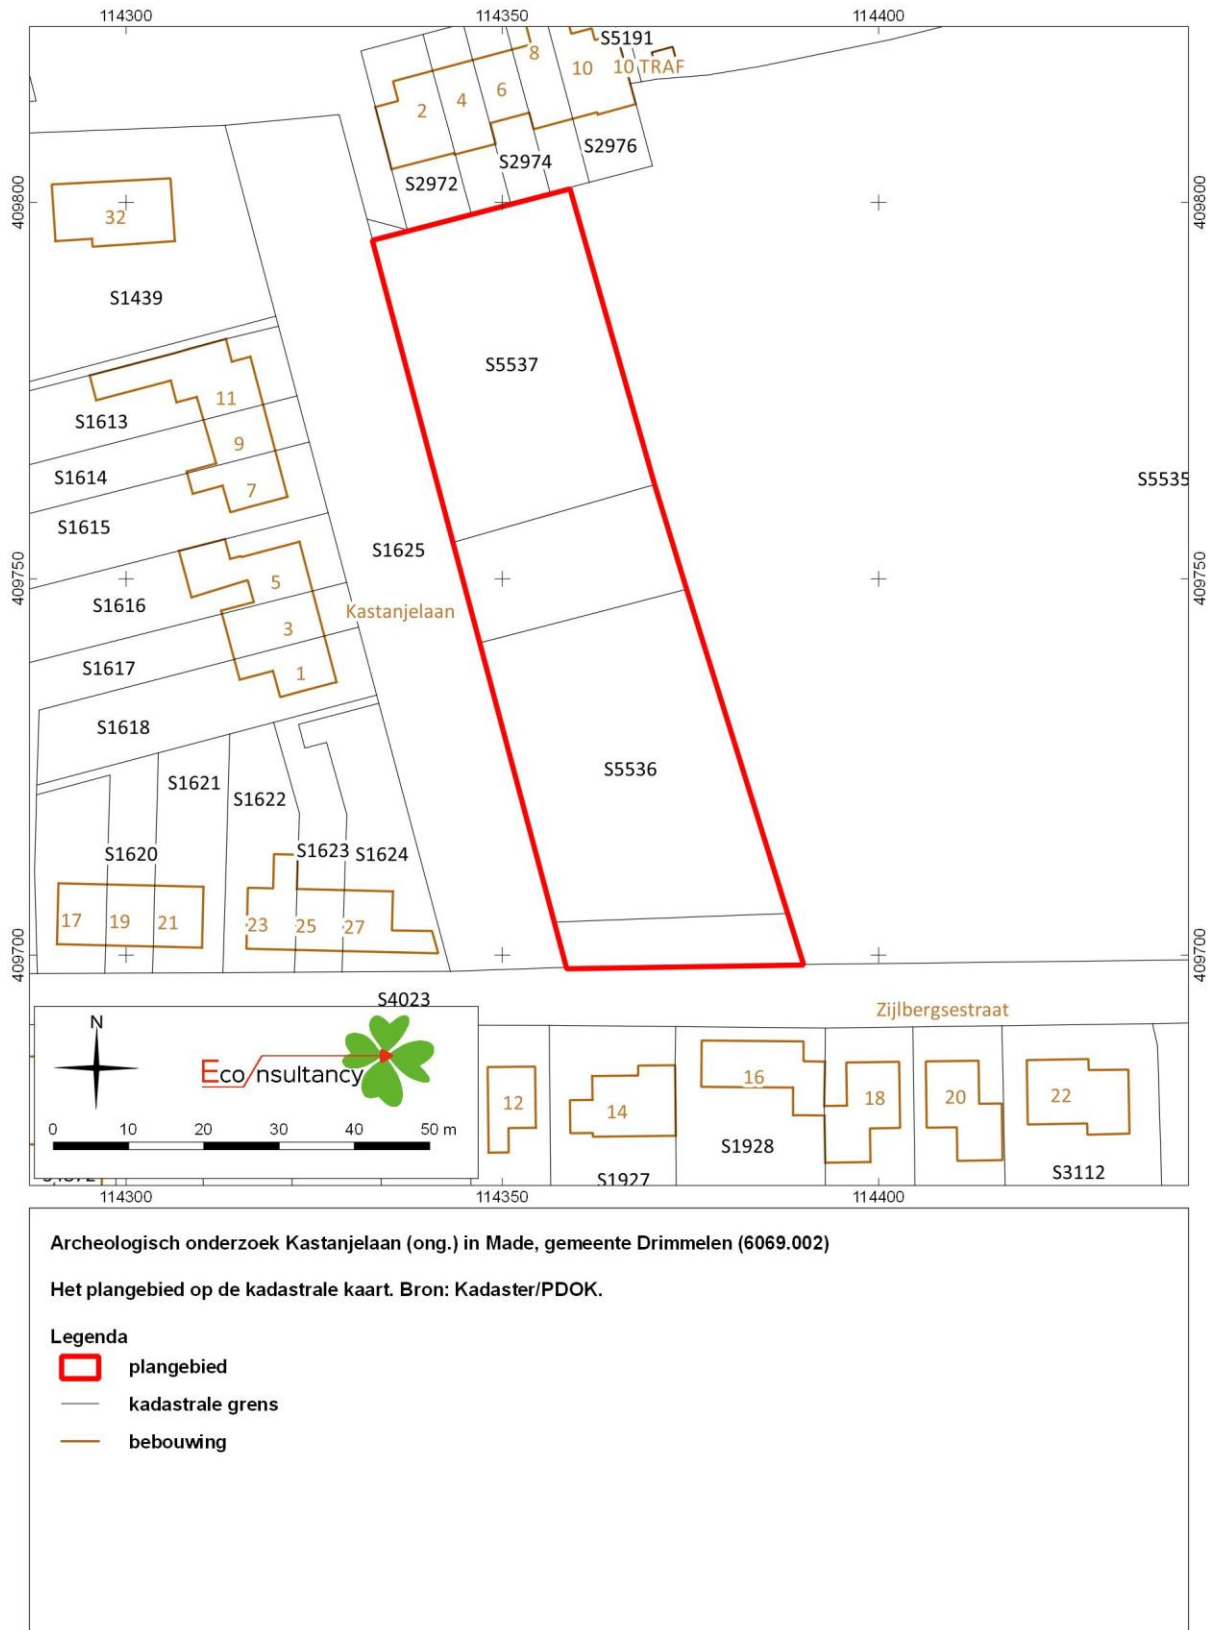 114300 114350 114400
S5191
8
10 10 TRAF
6
4
2
S2976
S2974
S2972
409800 409800
32
S1439
S5537
11
S1613
9
S1614
7
S5535
S1615
S1625
409750 409750
5
S1616
Kastanjelaan
3
S1617
1
S1618
S5536
S1621
S1622
S1620 S1623 S1624
17 19 21 23 25 27
409700 409700
S4023
Zijlbergsestraat
N
Eco/nsultancy
16
12 14 18 20 22
0 10 20 30 40 50 m
S1928
S1927 S3112
114300 114350 114400
Archeologisch onderzoek Kastanjelaan (ong.) in Made, gemeente Drimmelen (6069.002)
Het plangebied op de kadastrale kaart. Bron: Kadaster/PDOK.
Legenda
plangebied
kadastrale grens
bebouwing